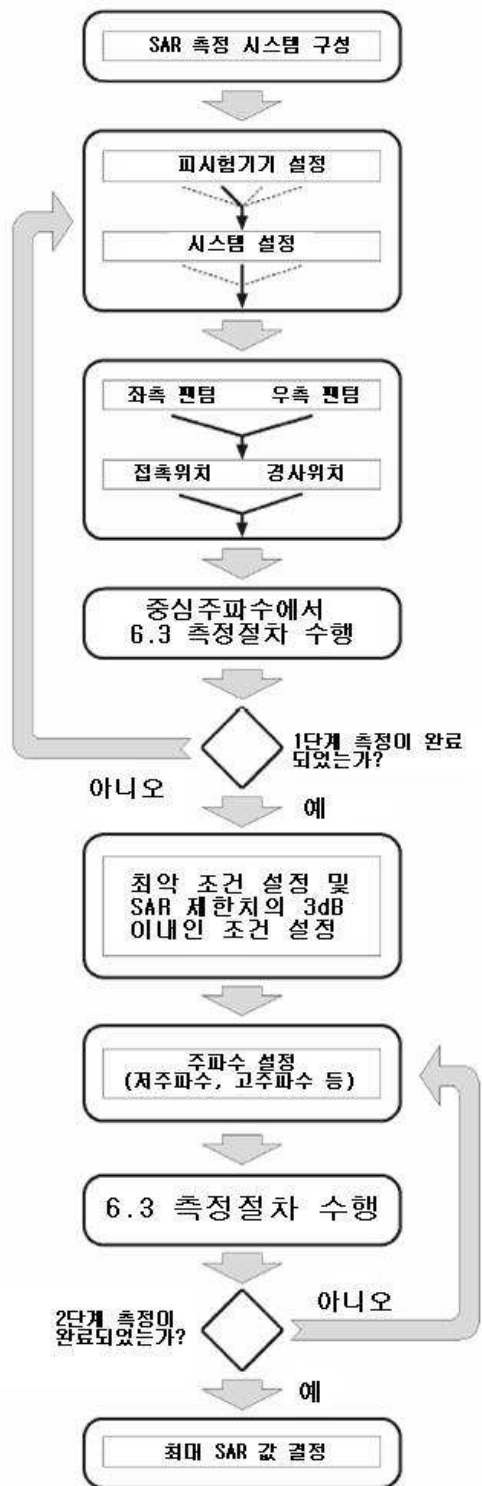 SAR 측정 시스템 구성
피시험기기 설정
시스템 설정
좌측 팬텀 우측 팬텀
접촉위치 경사위치
중심주파수에서
6.3 측정절차 수행
1단계 측정이 완료
되었는가?
아니오
예
최악 조건 설정 및
SAR 제한치의 3dB
이내인 조건 설정
주파수 설정
(저주파수, 고주파수 등)
6.3 측정절차 수행
2단계 측정이
완료되었는가?
아니오
예
최대 SAR 값 결정